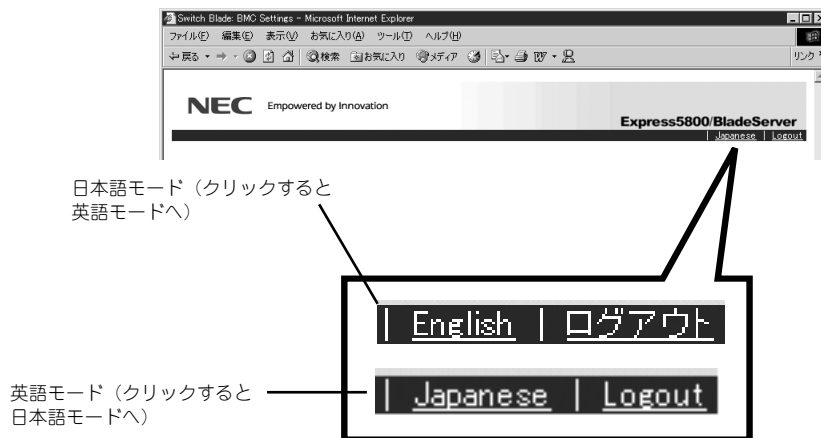 Switch Blade: BMC Settings - Microsoft Internet Explorer
ファイル(F) 編集(E) 表示(V) お気に入り(A) ツール(T) ヘルプ(H)
戻る 検索 お気に入り メディア リンク
NEC Empowered by Innovation
Express5800/BladeServer
| Japanese | Logout
日本語モード（クリックすると
英語モードへ）
| English | ログアウト
英語モード（クリックすると
日本語モードへ）
| Japanese | Logout